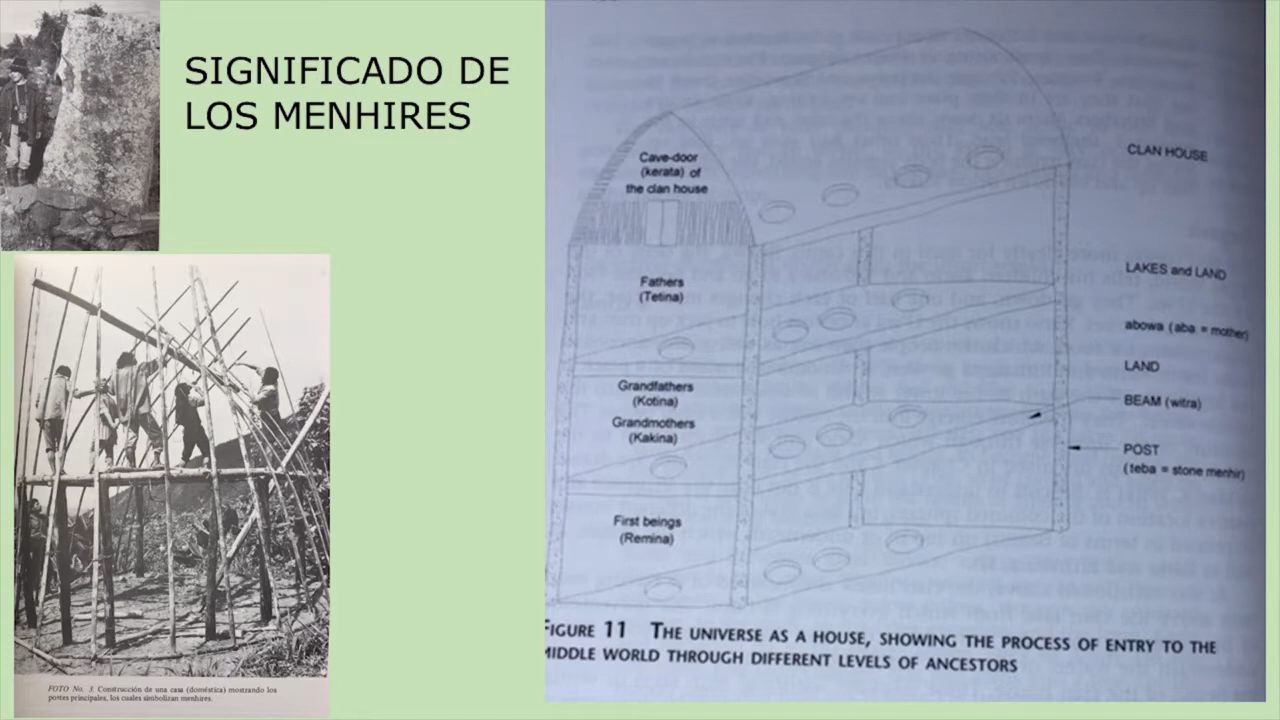 SIGNIFICADO DE
LOS MENHIRES
FOTO No. 3. Construcción de una casa (doméstica) mostrando los
postes principales, los cuales simbolizan menhires.
Cave-door
(kerata) of
the clan house
Fathers
(Tetina)
Grandfathers
(Kotina)
Grandmothers
(Kakina)
First beings
(Remina)
CLAN HOUSE
LAKES and LAND
abowa (aba = mother)
LAND
BEAM (witra)
POST
(teba = stone menhir)
FIGURE 11 THE UNIVERSE AS A HOUSE, SHOWING THE PROCESS OF ENTRY TO THE
MIDDLE WORLD THROUGH DIFFERENT LEVELS OF ANCESTORS